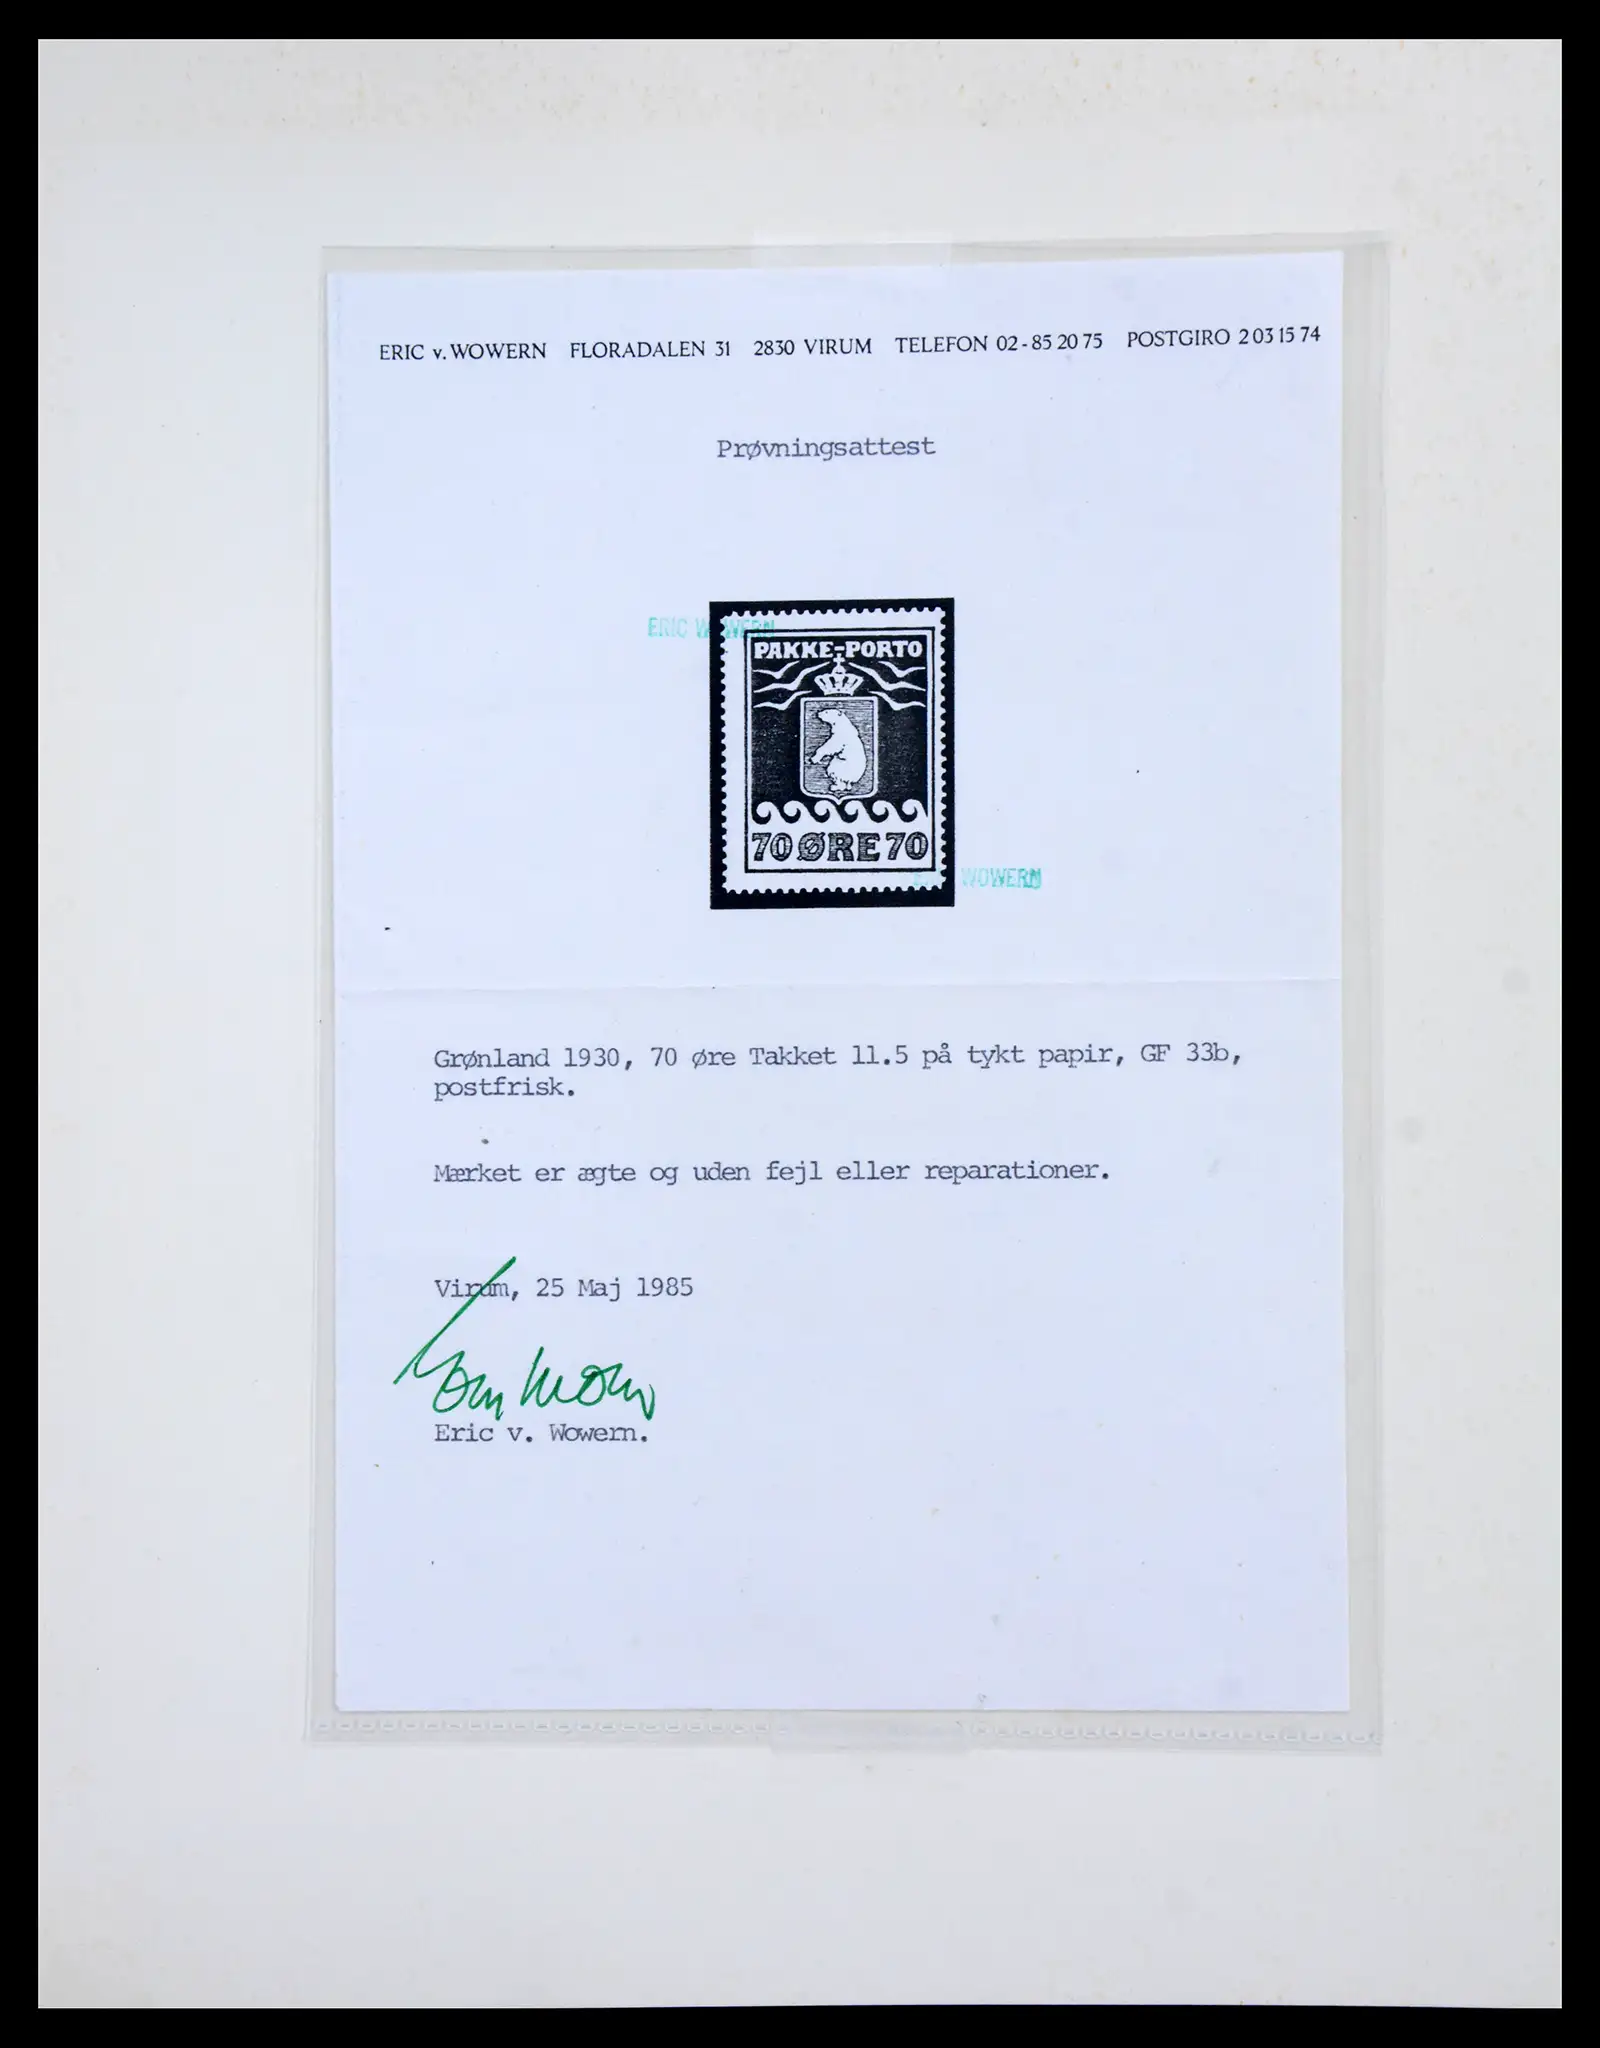 ERIC v. WOWERN FLORADALEN 31 2830 VIRUM TELEFON 02-85 20 75 POSTGIRO 2 03 15 74
Prøvningsattest
ERIC WOWERN
PAKKE-PORTO
70 ØRE 70
WOWERN
Grønland 1930, 70 øre Takket 11.5 på tykt papir, GF 33b,
postfrisk.
Mærket er ægte og uden fejl eller reparationer.
Virum, 25 Maj 1985
Eric v. Wowern.